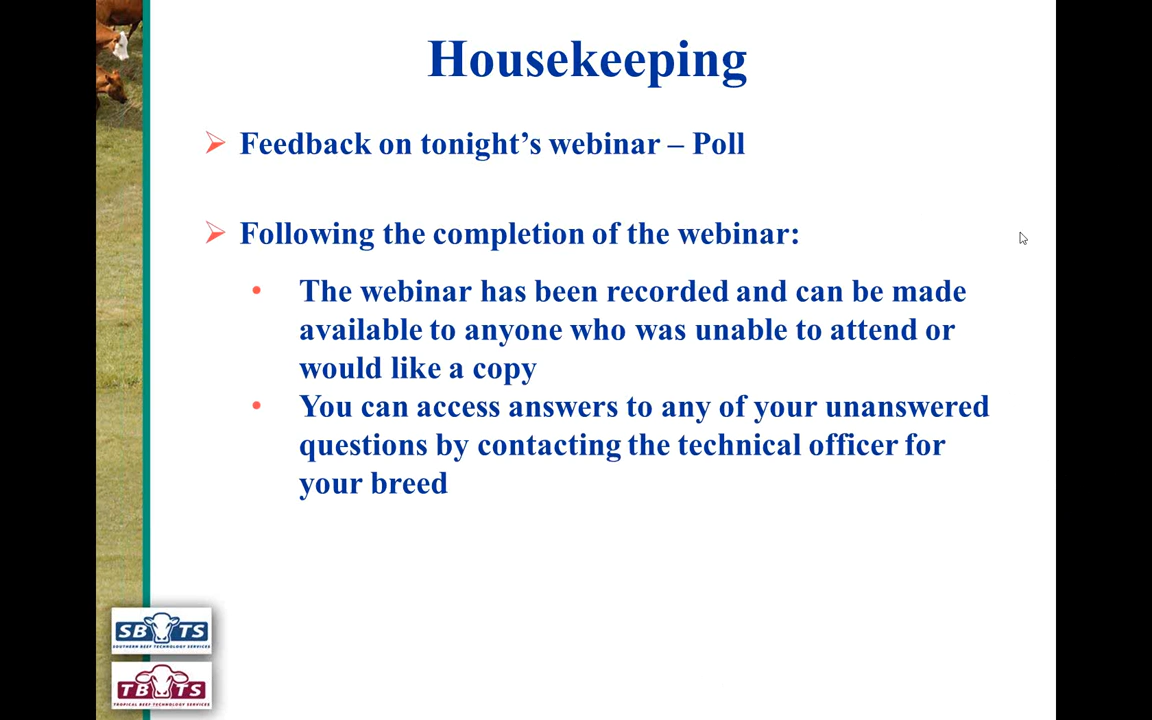 Housekeeping
➢ Feedback on tonight’s webinar – Poll
➢ Following the completion of the webinar:
• The webinar has been recorded and can be made
available to anyone who was unable to attend or
would like a copy
• You can access answers to any of your unanswered
questions by contacting the technical officer for
your breed
SBTS
SOUTHERN BEEF TECHNOLOGY SERVICES
TBTS
TROPICAL BEEF TECHNOLOGY SERVICES